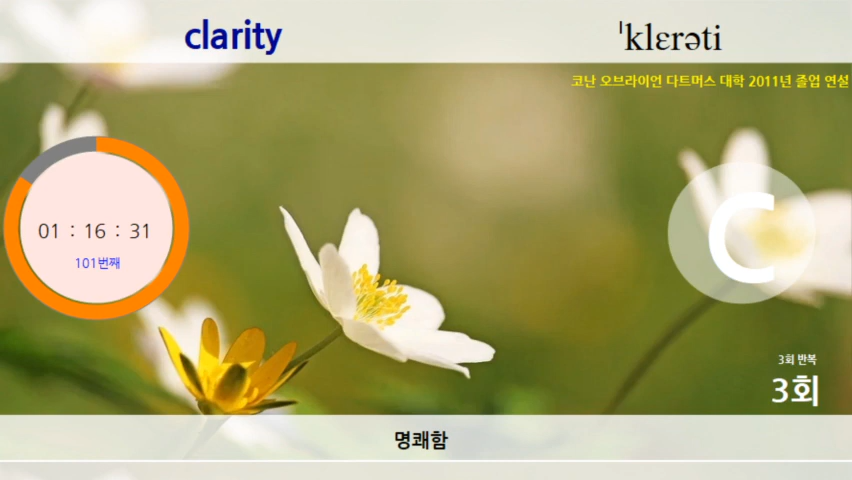 clarity
ˈklɛrəti
코난 오브라이언 다트머스 대학 2011년 졸업 연설
01 : 16 : 31
101번째
C
3회 반복
3회
명쾌함